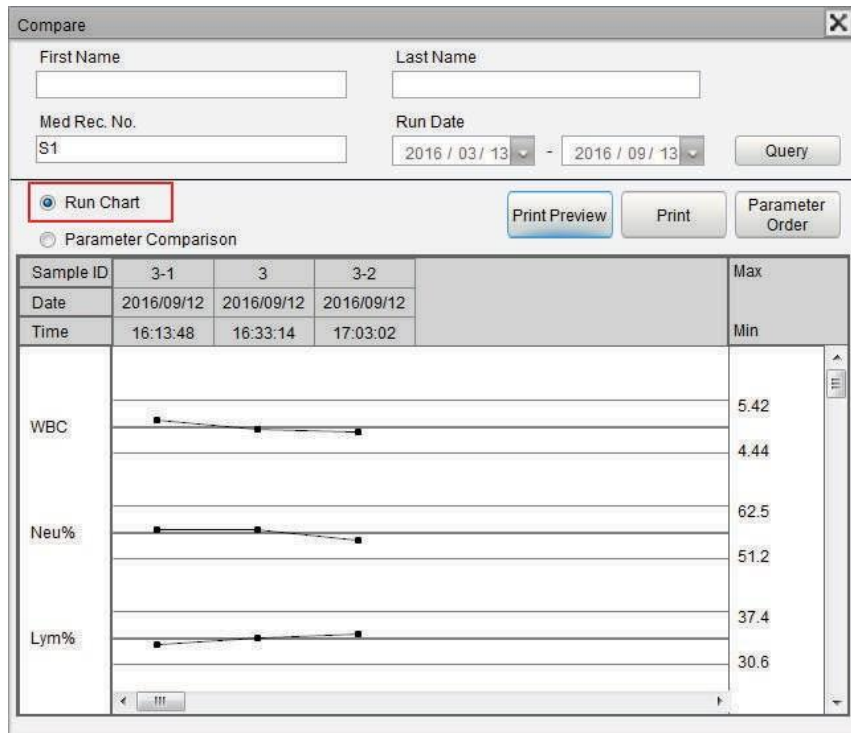 Compare
First Name Last Name
Med Rec. No. Run Date
S1 2016 / 03 / 13 - 2016 / 09 / 13 Query
Run Chart Print Preview Print Parameter Order
Parameter Comparison
Sample ID 3-1 3 3-2 Max
Date 2016/09/12 2016/09/12 2016/09/12
Time 16:13:48 16:33:14 17:03:02 Min
5.42
WBC
4.44
62.5
Neu%
51.2
37.4
Lym%
30.6